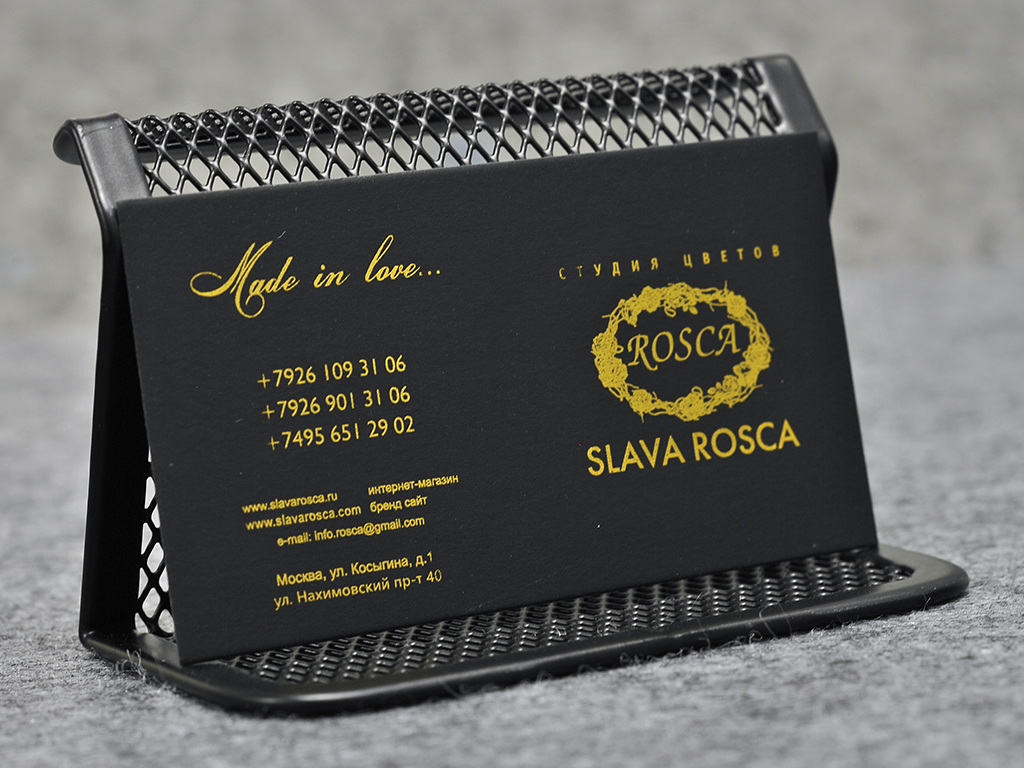 Made in love...
+7926 109 31 06
+7926 901 31 06
+7495 651 29 02
www.slavarosca.ru интернет-магазин
www.slavarosca.com бренд сайт
e-mail: info.rosca@gmail.com
Москва, ул. Косыгина, д.1
ул. Нахимовский пр-т 40
СТУДИЯ ЦВЕТОВ
ROSCA
SLAVA ROSCA